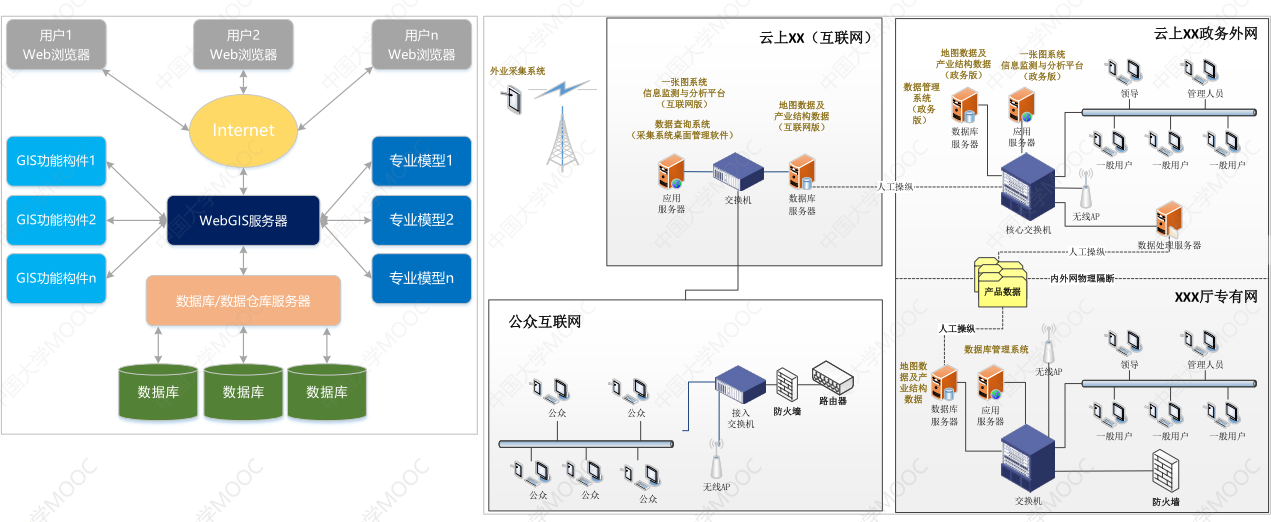 用户1
Web浏览器
用户2
Web浏览器
用户n
Web浏览器
Internet
GIS功能构件1
GIS功能构件2
GIS功能构件n
WebGIS服务器
专业模型1
专业模型2
专业模型n
数据库/数据仓库服务器
数据库
数据库
数据库
外业采集系统
云上XX（互联网）
一张图系统
信息监测与分析平台
（互联网版）
数据查询系统
（采集系统桌面管理软件）
地图数据及
产业结构数据
（互联网版）
应用
服务器
交换机
数据库
服务器
人工操纵
公众互联网
公众
公众
公众
公众
公众
接入
交换机
无线AP
防火墙
路由器
云上XX政务外网
地图数据及
产业结构数据
（政务版）
一张图系统
信息监测与分析平台
（政务版）
数据管理
系统
（政务
版）
数据库
服务器
应用
服务器
领导
管理人员
一般用户
一般用户
一般用户
核心交换机
无线AP
数据处理服务器
人工操纵
产品数据
内外网物理隔断
XXX厅专有网
人工操纵
数据库管理系统
地图数
据及产
业结构
数据
数据库
服务器
应用
服务器
无线AP
领导
管理人员
一般用户
一般用户
一般用户
交换机
防火墙
中国大学MOOC